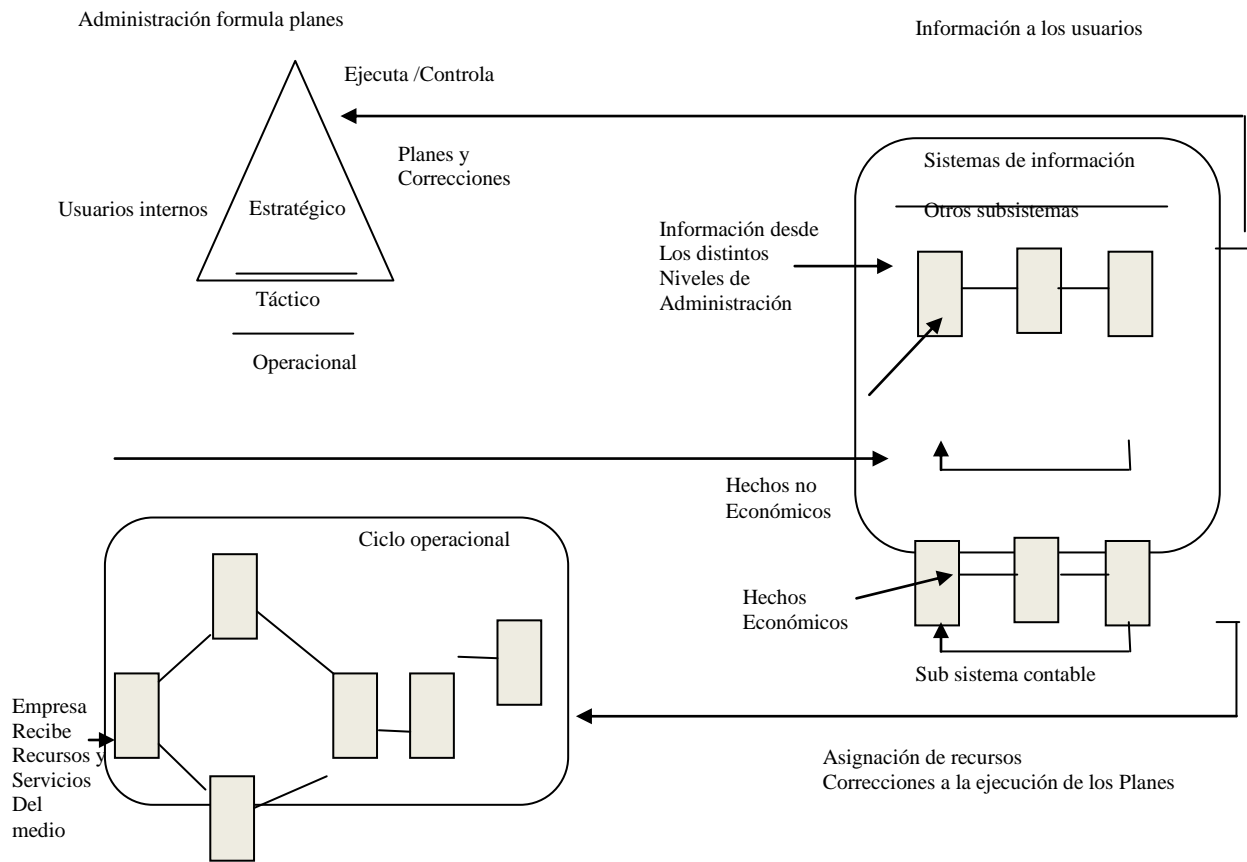 Administración formula planes
Información a los usuarios
Ejecuta /Controla
Planes y
Correcciones
Usuarios internos
Estratégico
Táctico
Operacional
Sistemas de información
Otros subsistemas
Información desde
Los distintos
Niveles de
Administración
Hechos no
Económicos
Ciclo operacional
Hechos
Económicos
Sub sistema contable
Empresa
Recibe
Recursos y
Servicios
Del
medio
Asignación de recursos
Correcciones a la ejecución de los Planes